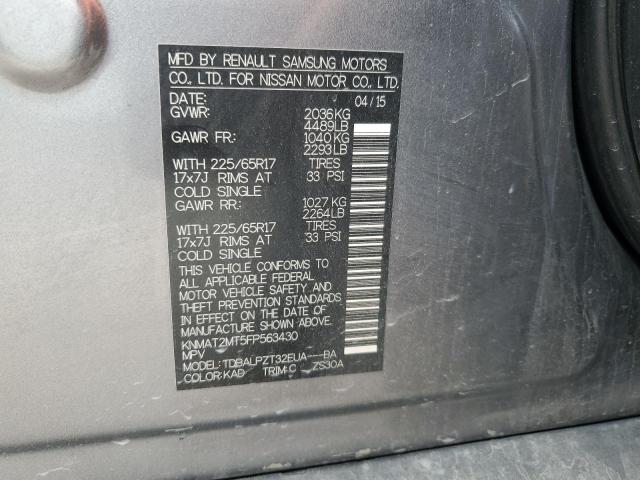 MFD BY RENAULT SAMSUNG MOTORS
CO., LTD. FOR NISSAN MOTOR CO., LTD.
DATE: 04/15
GVWR: 2036KG
4489LB
GAWR FR: 1040KG
2293LB
WITH 225/65R17 TIRES
17x7J RIMS AT 33 PSI
COLD SINGLE
GAWR RR: 1027 KG
2264LB
WITH 225/65R17 TIRES
17x7J RIMS AT 33 PSI
COLD SINGLE
THIS VEHICLE CONFORMS TO
ALL APPLICABLE FEDERAL
MOTOR VEHICLE SAFETY AND
THEFT PREVENTION STANDARDS
IN EFFECT ON THE DATE OF
MANUFACTURE SHOWN ABOVE.
KNMAT2MT5FP563430
MPV
MODEL:TDBALPZT32EUA---BA
COLOR:KAD TRIM:C ZS30A